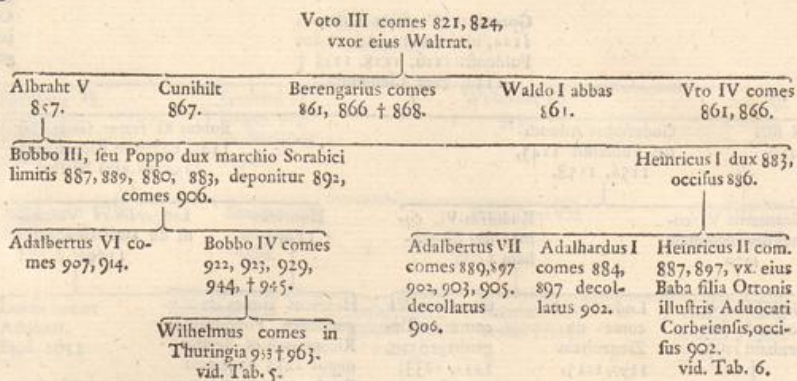 Voto III comes 821, 824,
vxor eius Waltrat.
Albraht V
857.
Cunihilt
867.
Berengarius comes
861, 866 † 868.
Waldo I abbas
861.
Vto IV comes
861, 866.
Bobbo III, ſeu Poppo dux marchio Sorabici
limitis 887, 889, 880, 883, deponitur 892,
comes 906.
Heinricus I dux 883,
occiſus 886.
Adalbertus VI co-
mes 907, 914.
Bobbo IV comes
922, 923, 929,
944, † 945.
Adalbertus VII
comes 889, 897
902, 903, 905.
decollatus
906.
Adalhardus I
comes 884,
897 decol-
latus 902.
Heinricus II com.
887, 897, vx. eius
Baba filia Ottonis
illuſtris Aduocati
Corbeienſis, occi-
ſus 902.
vid. Tab. 6.
Wilhelmus comes in
Thuringia 953 † 963.
vid. Tab. 5.